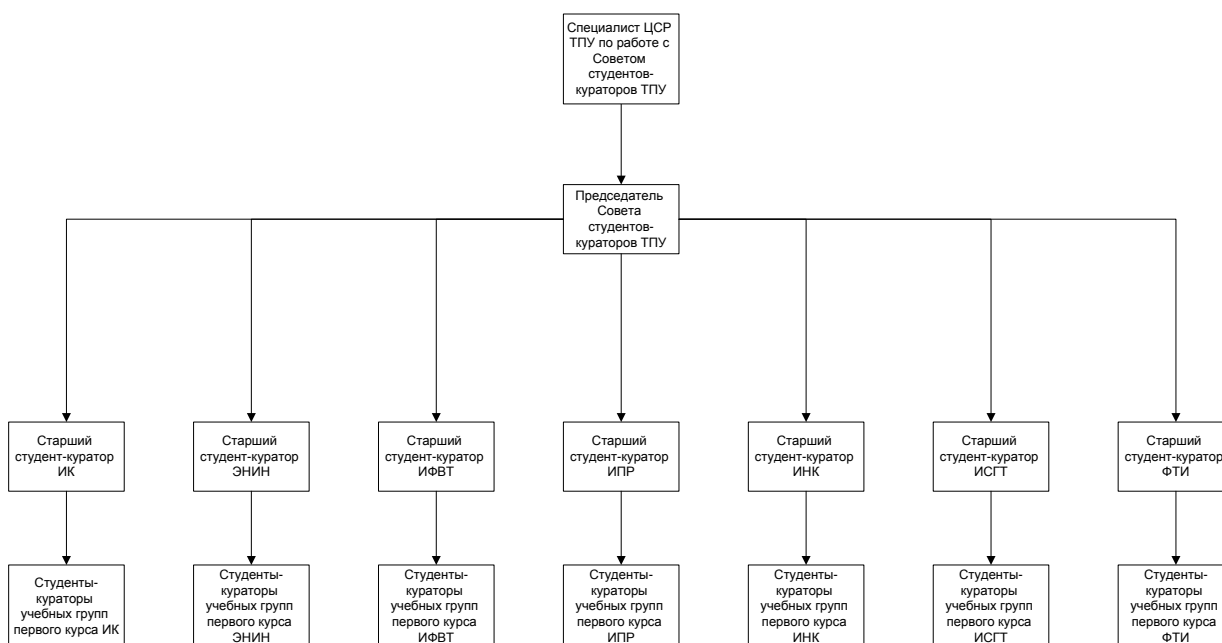 Специалист ЦСР
ТПУ по работе с
Советом
студентов-
кураторов ТПУ
Председатель
Совета
студентов-
кураторов ТПУ
Старший
студент-куратор
ИК
Старший
студент-куратор
ЭНИН
Старший
студент-куратор
ИФВТ
Старший
студент-куратор
ИПР
Старший
студент-куратор
ИНК
Старший
студент-куратор
ИСГТ
Старший
студент-куратор
ФТИ
Студенты-
кураторы
учебных групп
первого курса ИК
Студенты-
кураторы
учебных групп
первого курса
ЭНИН
Студенты-
кураторы
учебных групп
первого курса
ИФВТ
Студенты-
кураторы
учебных групп
первого курса
ИПР
Студенты-
кураторы
учебных групп
первого курса
ИНК
Студенты-
кураторы
учебных групп
первого курса
ИСГТ
Студенты-
кураторы
учебных групп
первого курса
ФТИ